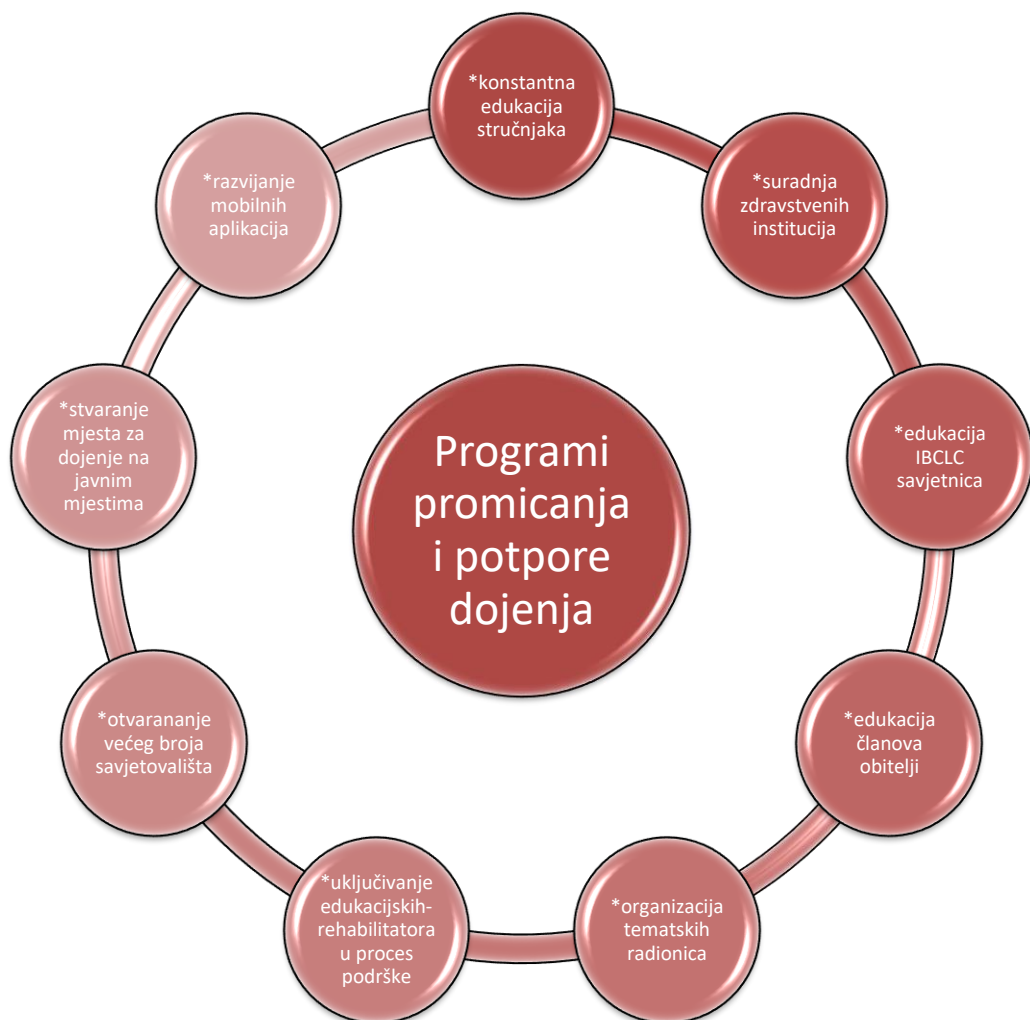 *konstantna
edukacija
stručnjaka
*suradnja
zdravstvenih
institucija
*edukacija
IBCLC
savjetnica
*edukacija
članova
obitelji
*organizacija
tematskih
radionica
*uključivanje
edukacijskih-
rehabilitatora
u proces
podrške
*otvarananje
većeg broja
savjetovališta
*stvaranje
mjesta za
dojenje na
javnim
mjestima
*razvijanje
mobilnih
aplikacija
Programi
promicanja
i potpore
dojenja